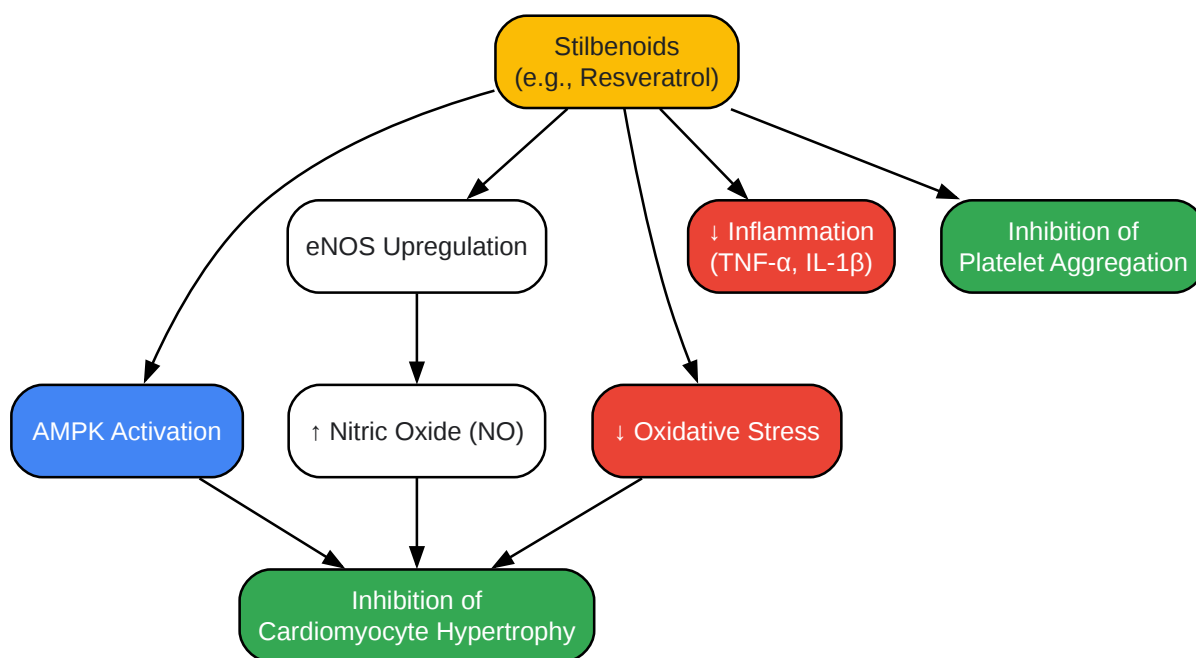 Stilbenoids
(e.g., Resveratrol)
eNOS Upregulation
↓ Inflammation
(TNF-α, IL-1β)
Inhibition of
Platelet Aggregation
AMPK Activation
↑ Nitric Oxide (NO)
↓ Oxidative Stress
Inhibition of
Cardiomyocyte Hypertrophy